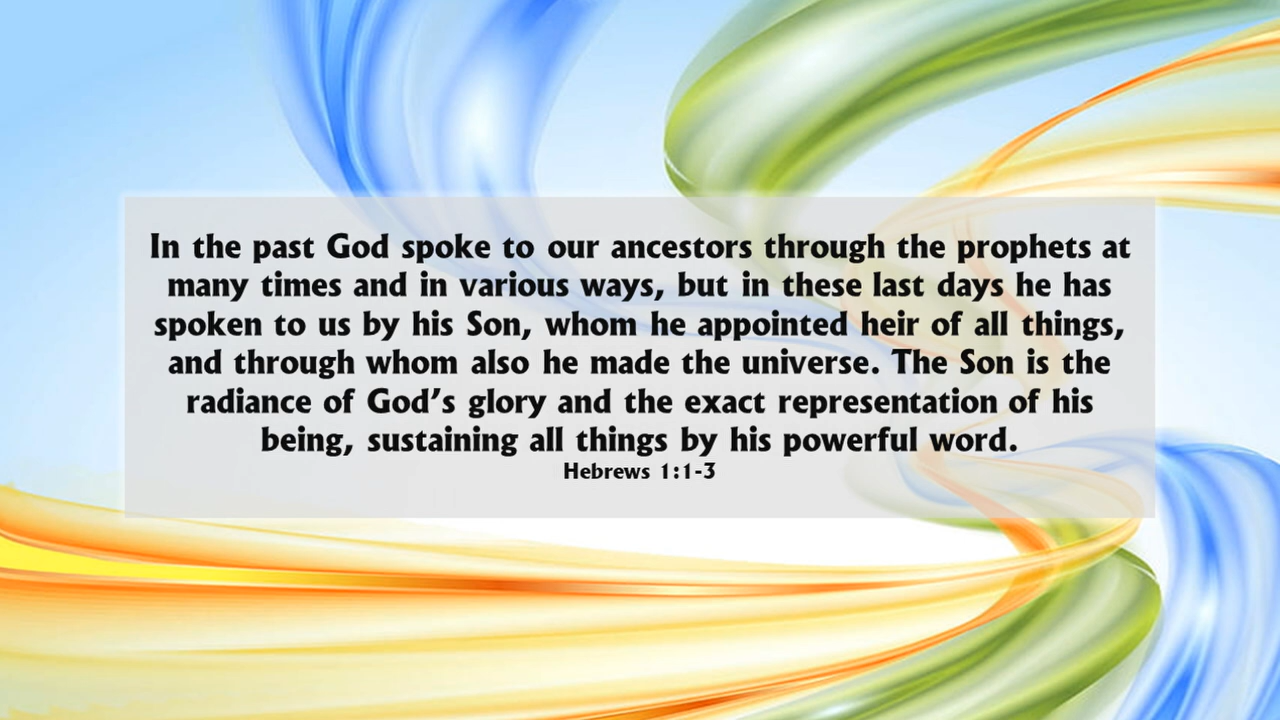 In the past God spoke to our ancestors through the prophets at
many times and in various ways, but in these last days he has
spoken to us by his Son, whom he appointed heir of all things,
and through whom also he made the universe. The Son is the
radiance of God’s glory and the exact representation of his
being, sustaining all things by his powerful word.
Hebrews 1:1-3